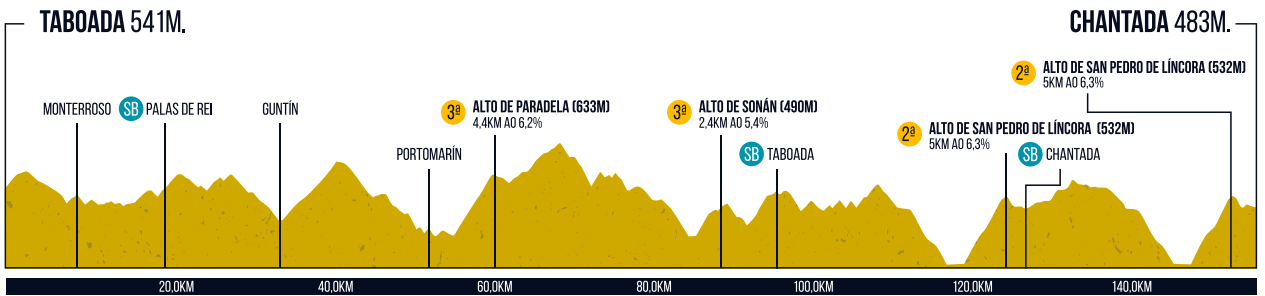 TABOADA 541M.
CHANTADA 483M.
MONTERROSO
SB PALAS DE REI
GUNTÍN
PORTOMARÍN
3ª ALTO DE PARADELA (633M)
4,4KM AO 6,2%
3ª ALTO DE SONÁN (490M)
2,4KM AO 5,4%
SB TABOADA
2ª ALTO DE SAN PEDRO DE LÍNCORA (532M)
5KM AO 6,3%
SB CHANTADA
2ª ALTO DE SAN PEDRO DE LÍNCORA (532M)
5KM AO 6,3%
20,0KM 40,0KM 60,0KM 80,0KM 100,0KM 120,0KM 140,0KM